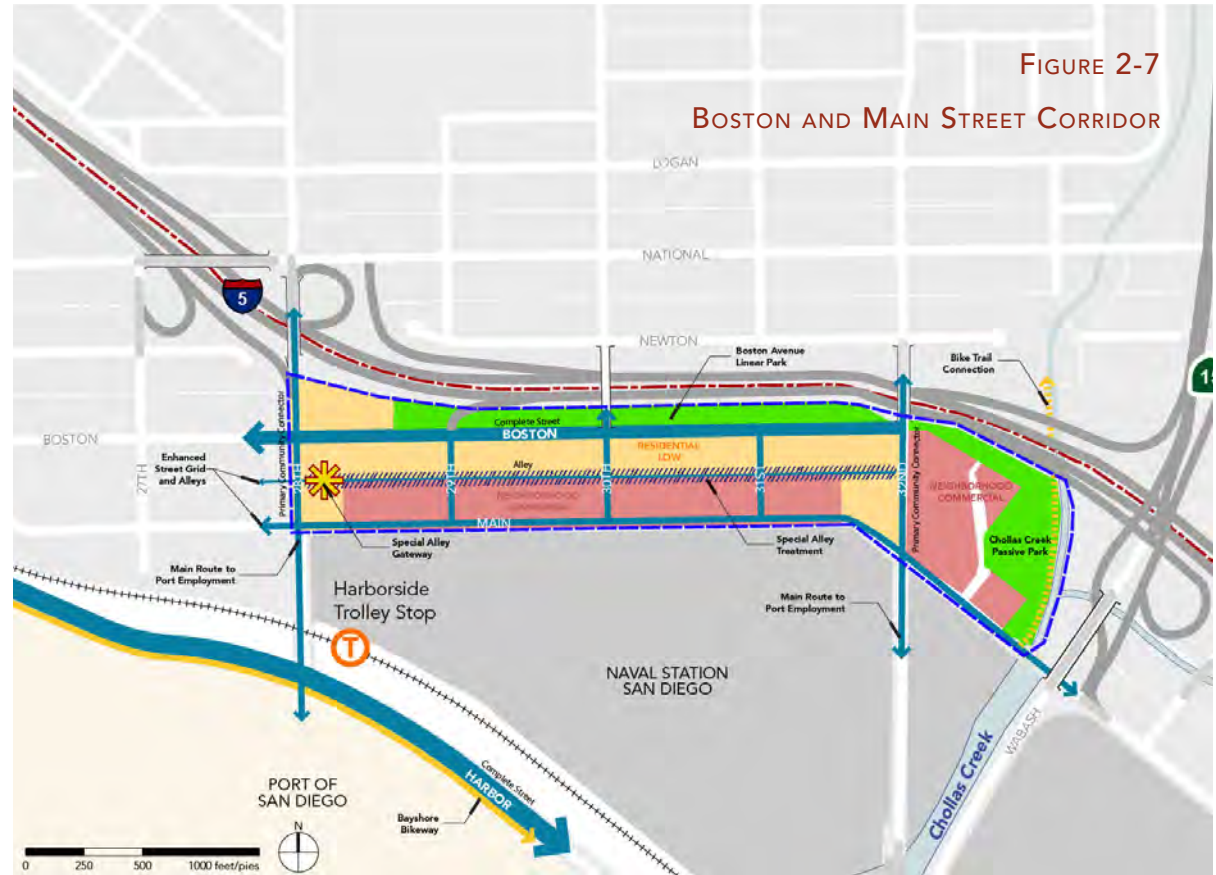 FIGURE 2-7
BOSTON AND MAIN STREET CORRIDOR
LOGAN
NATIONAL
5
NEWTON
Boston Avenue
Linear Park
Bike Trail
Connection
15
Primary Community Connector
Complete Street
BOSTON
BOSTON
RESIDENTIAL
LOW
27TH
Enhanced
Street Grid
and Alleys
28TH
Alley
29TH
30TH
31ST
32ND
Primary Community Connector
NEIGHBORHOOD
COMMERCIAL
NEIGHBORHOOD
COMMERCIAL
MAIN
Special Alley
Gateway
Special Alley
Treatment
Chollas Creek
Passive Park
Main Route to
Port Employment
Harborside
Trolley Stop
T
Main Route to
Port Employment
NAVAL STATION
SAN DIEGO
WABASH
Chollas Creek
Complete Street
HARBOR
PORT OF
SAN DIEGO
Bayshore
Bikeway
N
0 250 500 1000 feet/pies